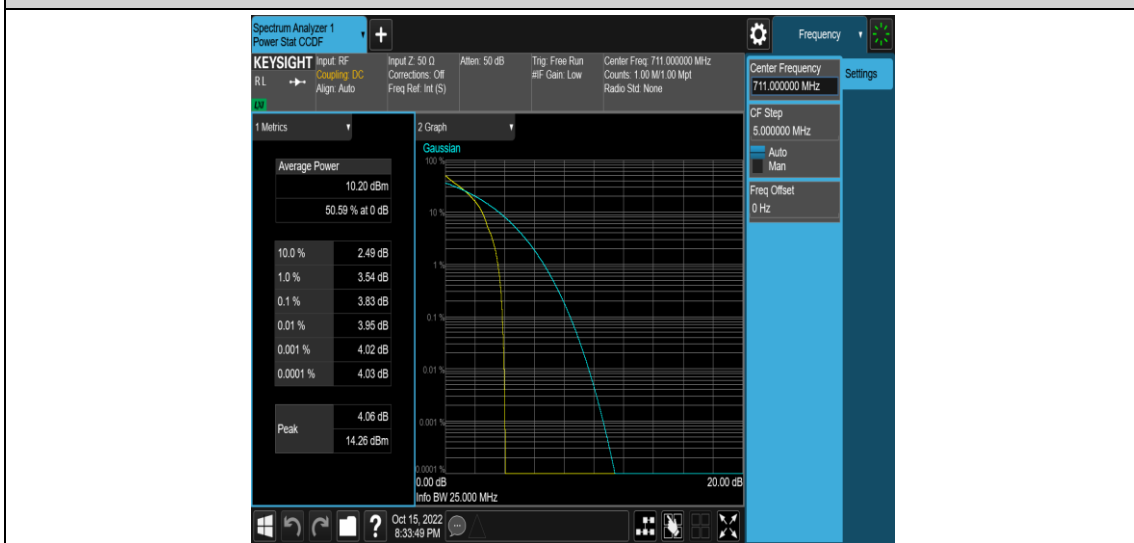 Spectrum Analyzer 1
Power Stat CCDF
+
Frequency
KEYSIGHT
RL
LXI
Input: RF
Coupling: DC
Align: Auto
Input Z: 50 Ω
Corrections: Off
Freq Ref: Int (S)
Atten: 50 dB
Trig: Free Run
#IF Gain: Low
Center Freq: 711.000000 MHz
Counts: 1.00 M/1.00 Mpt
Radio Std: None
Center Frequency
711.000000 MHz
Settings
CF Step
5.000000 MHz
Auto
Man
Freq Offset
0 Hz
1 Metrics
Average Power
10.20 dBm
50.59 % at 0 dB
10.0 % 2.49 dB
1.0 % 3.54 dB
0.1 % 3.83 dB
0.01 % 3.95 dB
0.001 % 4.02 dB
0.0001 % 4.03 dB
Peak
4.06 dB
14.26 dBm
2 Graph
Gaussian
100 %
10 %
1 %
0.1 %
0.01 %
0.001 %
0.0001 %
0.00 dB 20.00 dB
Info BW 25.000 MHz
?
Oct 15, 2022
8:33:49 PM